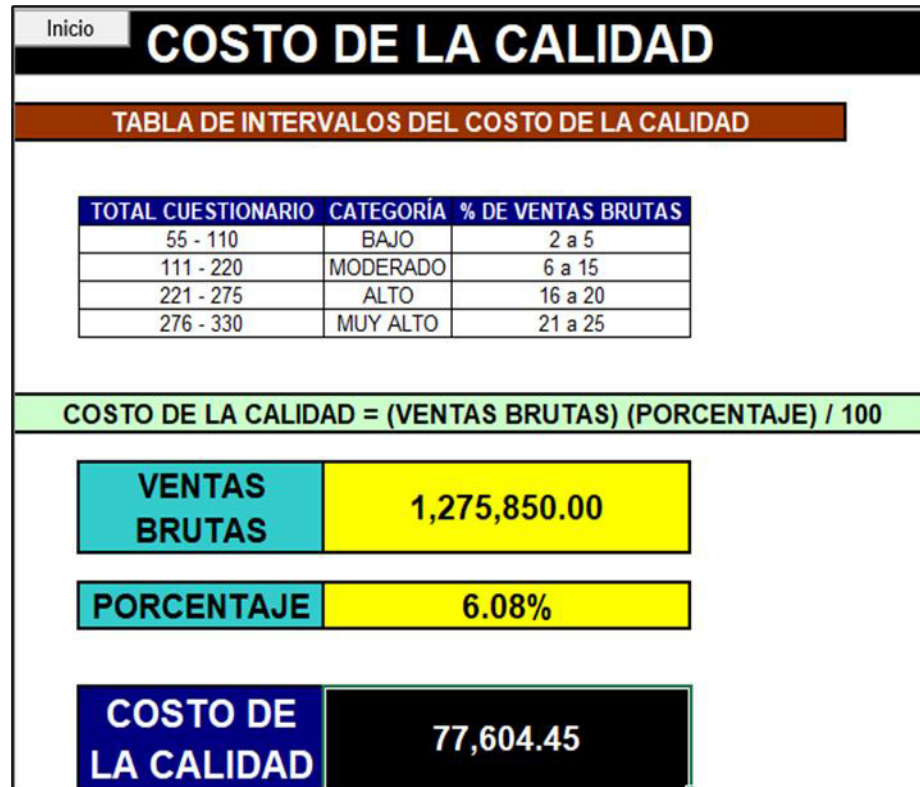 Inicio
COSTO DE LA CALIDAD
TABLA DE INTERVALOS DEL COSTO DE LA CALIDAD
TOTAL CUESTIONARIO CATEGORÍA % DE VENTAS BRUTAS
55 - 110 BAJO 2 a 5
111 - 220 MODERADO 6 a 15
221 - 275 ALTO 16 a 20
276 - 330 MUY ALTO 21 a 25
COSTO DE LA CALIDAD = (VENTAS BRUTAS) (PORCENTAJE) / 100
VENTAS
BRUTAS
1,275,850.00
PORCENTAJE 6.08%
COSTO DE
LA CALIDAD
77,604.45